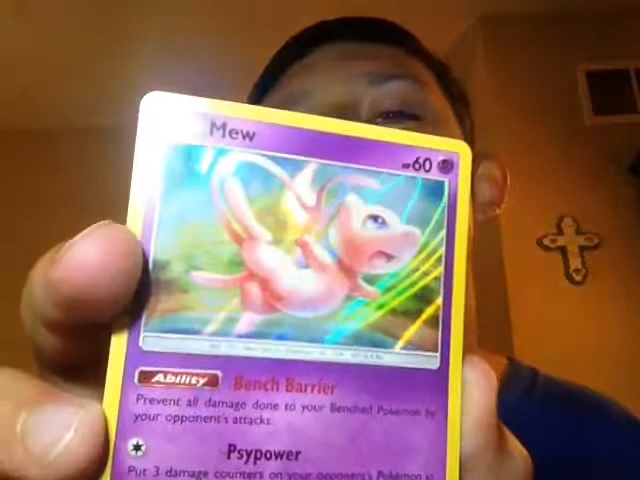 Mew
HP60
Ability Bench Barrier
Prevent all damage done to your Benched Pokémon by
your opponent's attacks.
Psypower
Put 3 damage counters on your opponent's Pokémon in